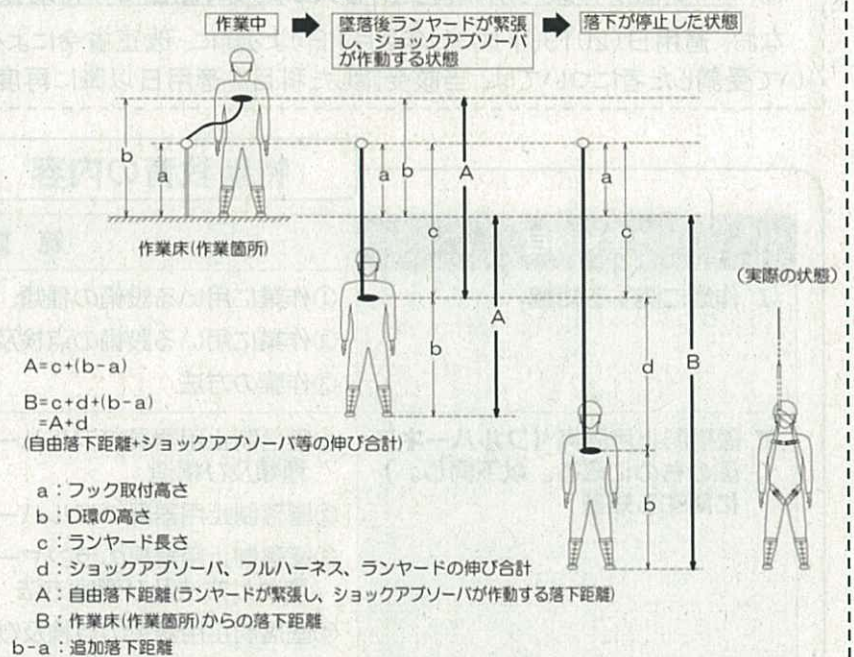 作業中
墜落後ランヤードが緊張
し、ショックアブソーバ
が作動する状態
落下が停止した状態
b
a
a
b
A
c
a
c
作業床(作業箇所)
A
b
d
B
b
(実際の状態)
A=c+(b-a)
B=c+d+(b-a)
=A+d
(自由落下距離+ショックアブソーバ等の伸び合計)
a：フック取付高さ
b：D環の高さ
c：ランヤード長さ
d：ショックアブソーバ、フルハーネス、ランヤードの伸び合計
A：自由落下距離(ランヤードが緊張し、ショックアブソーバが作動する落下距離)
B：作業床(作業箇所)からの落下距離
b-a：追加落下距離